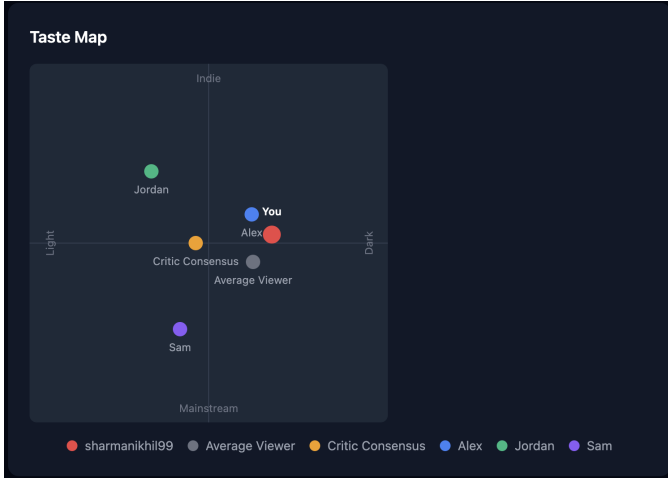 Taste Map
Indie
Jordan
You
Alex
Light
Dark
Critic Consensus
Average Viewer
Sam
Mainstream
sharmanikhil99 Average Viewer Critic Consensus Alex Jordan Sam